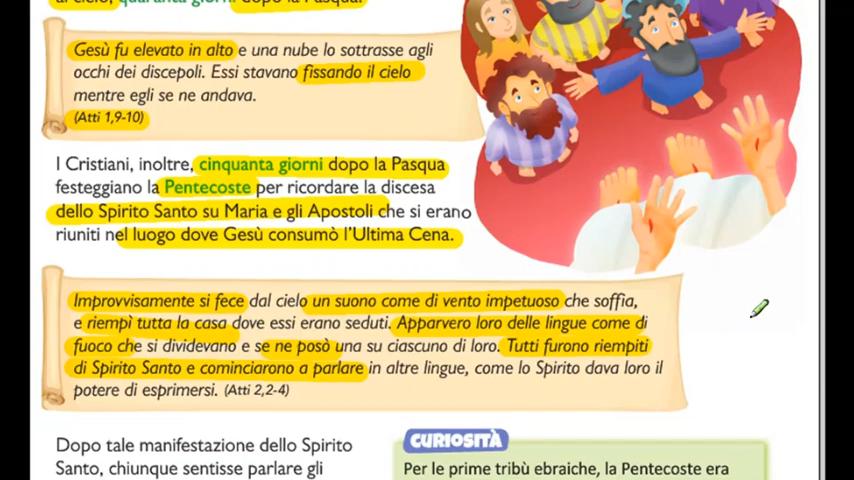 al cielo, quaranta giorni dopo la Pasqua.
Gesù fu elevato in alto e una nube lo sottrasse agli
occhi dei discepoli. Essi stavano fissando il cielo
mentre egli se ne andava.
(Atti 1,9-10)
I Cristiani, inoltre, cinquanta giorni dopo la Pasqua
festeggiano la Pentecoste per ricordare la discesa
dello Spirito Santo su Maria e gli Apostoli che si erano
riuniti nel luogo dove Gesù consumò l'Ultima Cena.
Improvvisamente si fece dal cielo un suono come di vento impetuoso che soffia,
e riempì tutta la casa dove essi erano seduti. Apparvero loro delle lingue come di
fuoco che si dividevano e se ne posò una su ciascuno di loro. Tutti furono riempiti
di Spirito Santo e cominciarono a parlare in altre lingue, come lo Spirito dava loro il
potere di esprimersi. (Atti 2,2-4)
Dopo tale manifestazione dello Spirito
Santo, chiunque sentisse parlare gli
CURIOSITÀ
Per le prime tribù ebraiche, la Pentecoste era